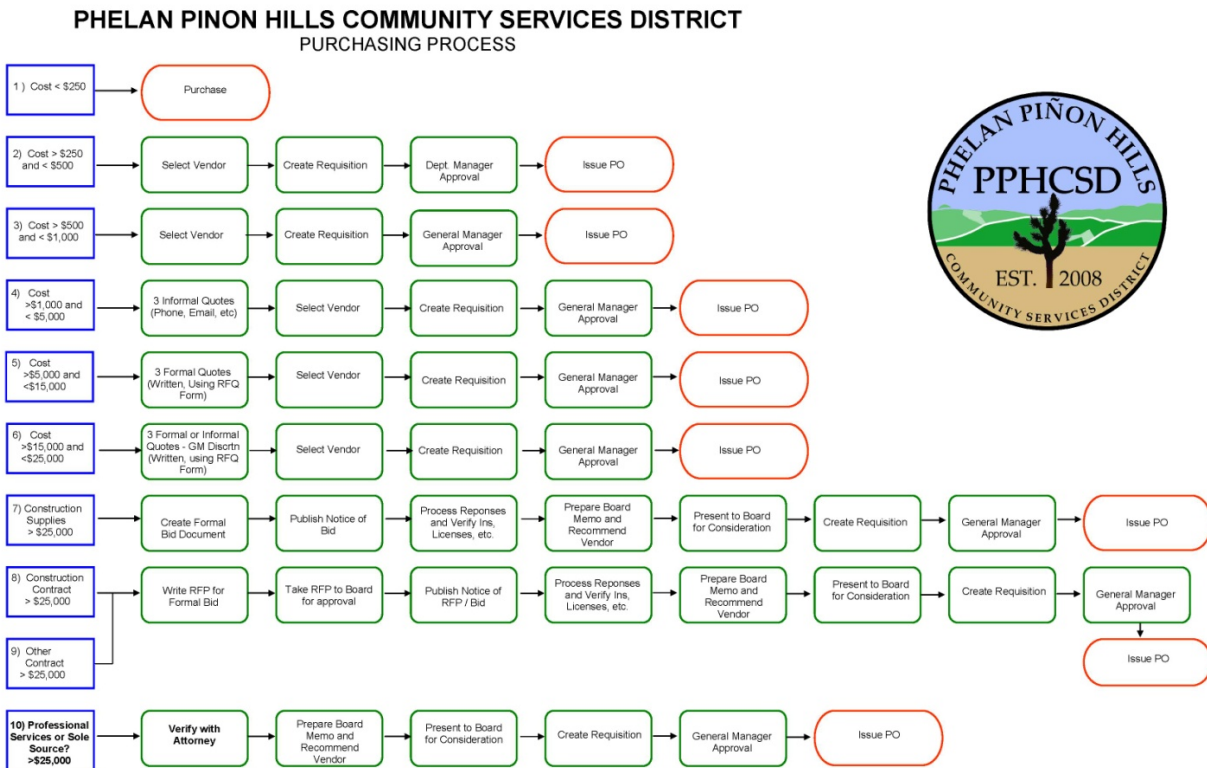 PHELAN PINON HILLS COMMUNITY SERVICES DISTRICT
PURCHASING PROCESS
1 ) Cost < $250
Purchase
2) Cost > $250
and < $500
Select Vendor
Create Requisition
Dept. Manager
Approval
Issue PO
3) Cost > $500
and < $1,000
Select Vendor
Create Requisition
General Manager
Approval
Issue PO
4) Cost
>$1,000 and
< $5,000
3 Informal Quotes
(Phone, Email, etc)
Select Vendor
Create Requisition
General Manager
Approval
Issue PO
5) Cost
>$5,000 and
<$15,000
3 Formal Quotes
(Written, Using RFQ
Form)
Select Vendor
Create Requisition
General Manager
Approval
Issue PO
6) Cost
>$15,000 and
<$25,000
3 Formal or Informal
Quotes - GM Discrtn
(Written, using RFQ
Form)
Select Vendor
Create Requisition
General Manager
Approval
Issue PO
7) Construction
Supplies
> $25,000
Create Formal
Bid Document
Publish Notice of
Bid
Process Reponses
and Verify Ins,
Licenses, etc.
Prepare Board
Memo and
Recommend
Vendor
Present to Board
for Consideration
Create Requisition
General Manager
Approval
Issue PO
8) Construction
Contract
> $25,000
Write RFP for
Formal Bid
Take RFP to Board
for approval
Publish Notice of
RFP / Bid
Process Reponses
and Verify Ins,
Licenses, etc.
Prepare Board
Memo and
Recommend
Vendor
Present to Board
for Consideration
Create Requisition
General Manager
Approval
Issue PO
9) Other
Contract
> $25,000
10) Professional
Services or Sole
Source?
>$25,000
Verify with
Attorney
Prepare Board
Memo and
Recommend
Vendor
Present to Board
for Consideration
Create Requisition
General Manager
Approval
Issue PO
PHELAN PIÑON HILLS
PPHCSD
EST. 2008
COMMUNITY SERVICES DISTRICT